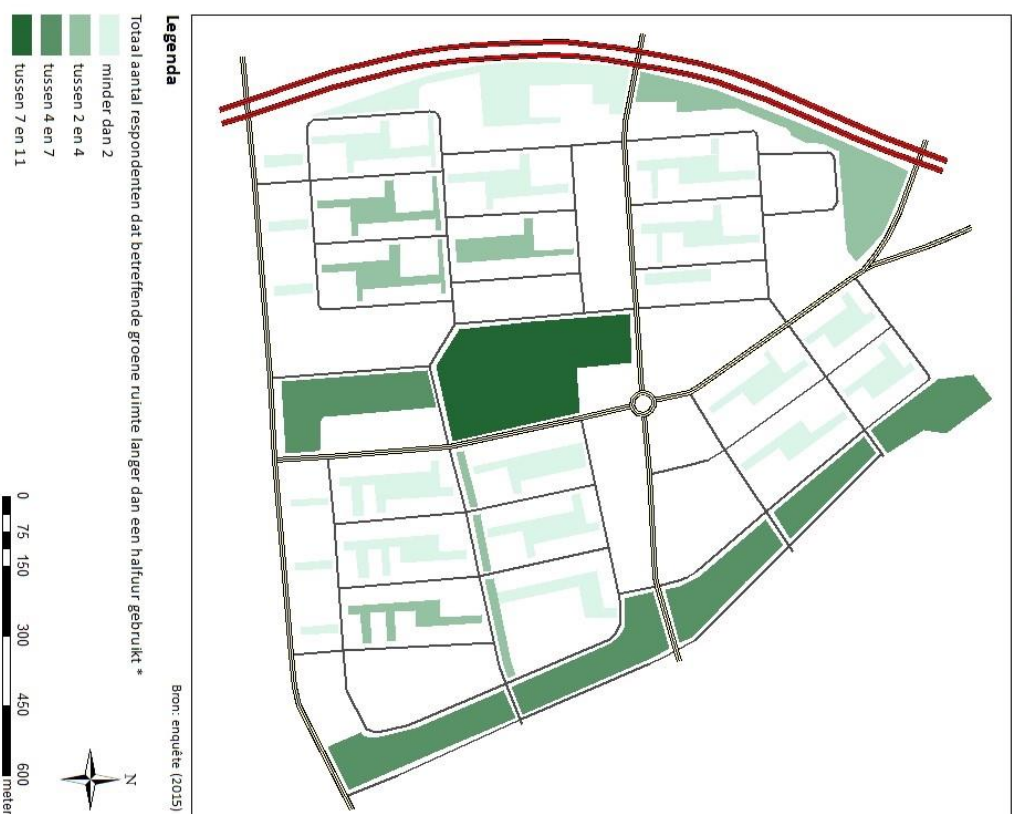 Legenda
Totaal aantal respondenten dat betreffende groene ruimte langer dan een halfuur gebruikt *
minder dan 2
tussen 2 en 4
tussen 4 en 7
tussen 7 en 11
Bron: enquête (2015)
N
0 75 150 300 450 600
meter